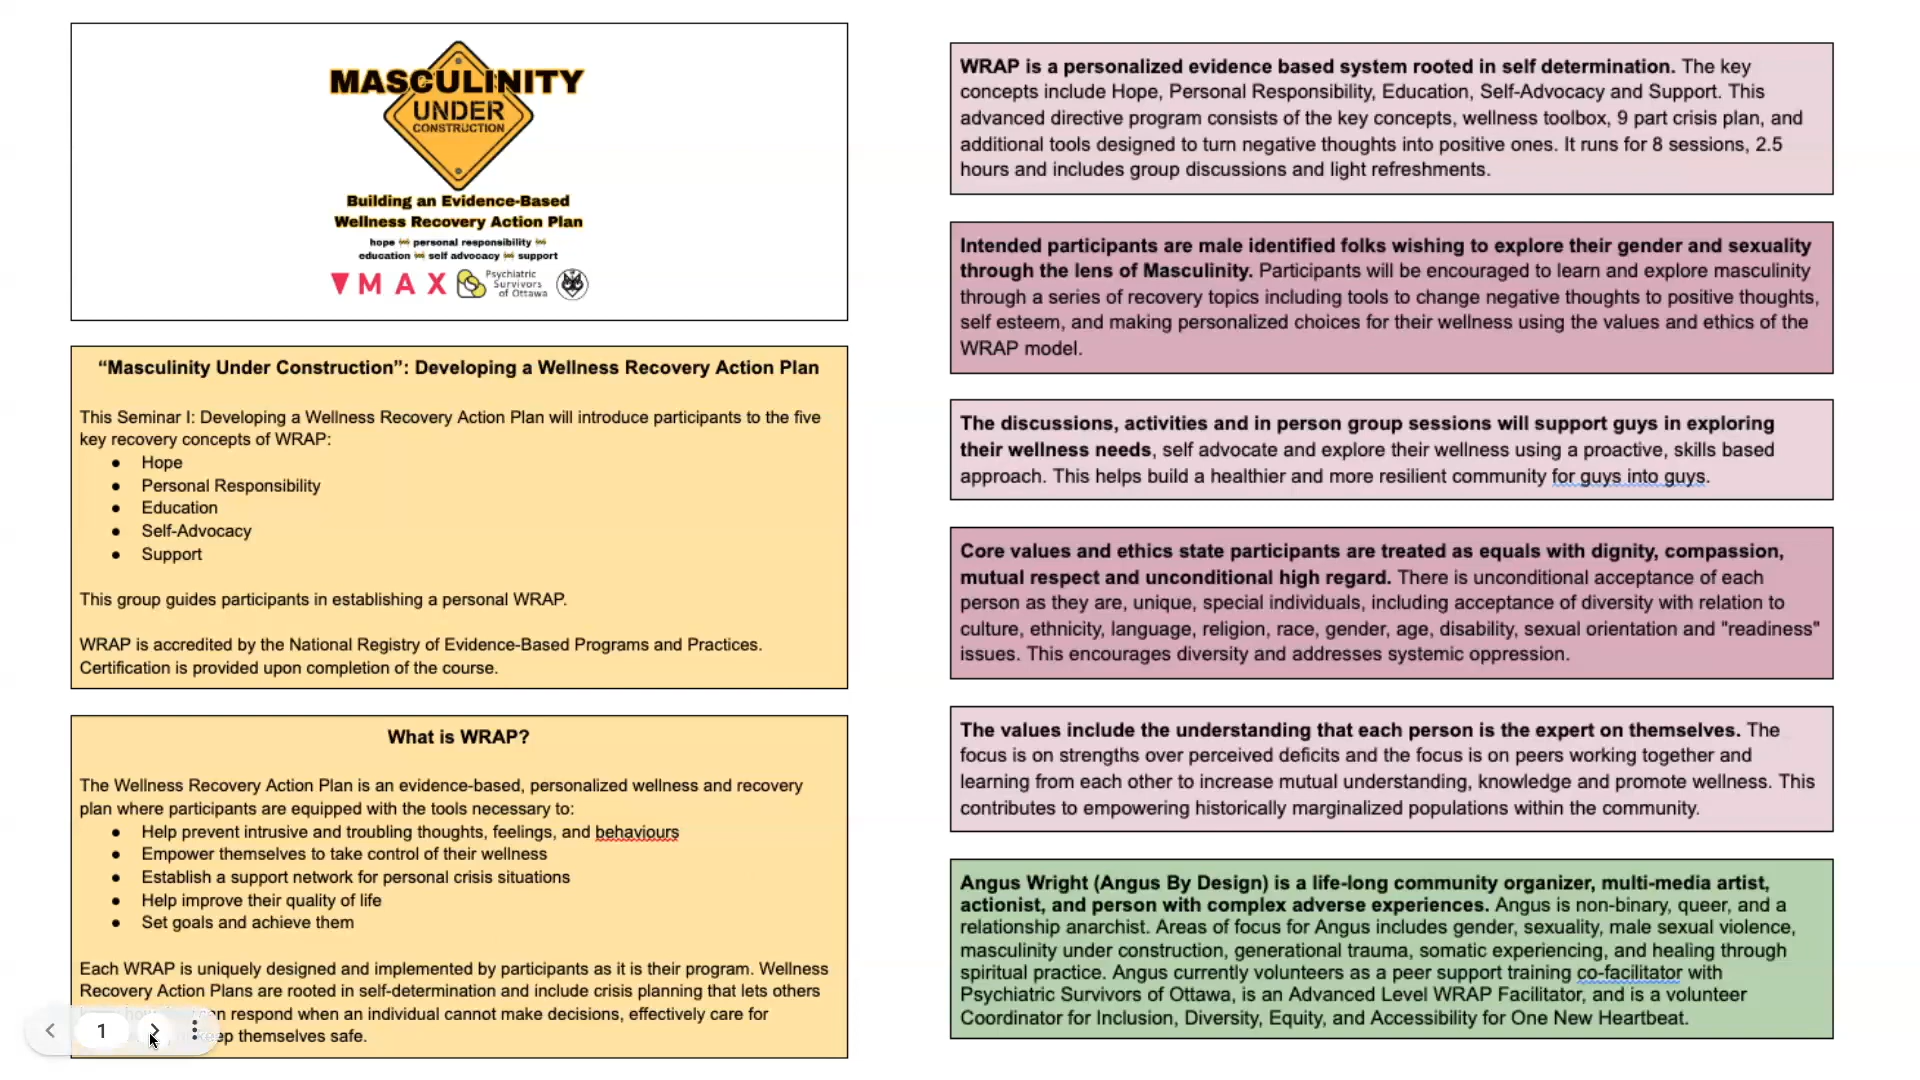 MASCULINITY
UNDER
CONSTRUCTION
Building an Evidence-Based
Wellness Recovery Action Plan
hope personal responsibility
education self advocacy support
MAX
Psychiatric
Survivors
of Ottawa
“Masculinity Under Construction”: Developing a Wellness Recovery Action Plan
This Seminar I: Developing a Wellness Recovery Action Plan will introduce participants to the five
key recovery concepts of WRAP:
● Hope
● Personal Responsibility
● Education
● Self-Advocacy
● Support
This group guides participants in establishing a personal WRAP.
WRAP is accredited by the National Registry of Evidence-Based Programs and Practices.
Certification is provided upon completion of the course.
What is WRAP?
The Wellness Recovery Action Plan is an evidence-based, personalized wellness and recovery
plan where participants are equipped with the tools necessary to:
● Help prevent intrusive and troubling thoughts, feelings, and behaviours
● Empower themselves to take control of their wellness
● Establish a support network for personal crisis situations
● Help improve their quality of life
● Set goals and achieve them
Each WRAP is uniquely designed and implemented by participants as it is their program. Wellness
Recovery Action Plans are rooted in self-determination and include crisis planning that lets others
respond when an individual cannot make decisions, effectively care for
themselves safe.
1
WRAP is a personalized evidence based system rooted in self determination. The key
concepts include Hope, Personal Responsibility, Education, Self-Advocacy and Support. This
advanced directive program consists of the key concepts, wellness toolbox, 9 part crisis plan, and
additional tools designed to turn negative thoughts into positive ones. It runs for 8 sessions, 2.5
hours and includes group discussions and light refreshments.
Intended participants are male identified folks wishing to explore their gender and sexuality
through the lens of Masculinity. Participants will be encouraged to learn and explore masculinity
through a series of recovery topics including tools to change negative thoughts to positive thoughts,
self esteem, and making personalized choices for their wellness using the values and ethics of the
WRAP model.
The discussions, activities and in person group sessions will support guys in exploring
their wellness needs, self advocate and explore their wellness using a proactive, skills based
approach. This helps build a healthier and more resilient community for guys into guys.
Core values and ethics state participants are treated as equals with dignity, compassion,
mutual respect and unconditional high regard. There is unconditional acceptance of each
person as they are, unique, special individuals, including acceptance of diversity with relation to
culture, ethnicity, language, religion, race, gender, age, disability, sexual orientation and "readiness"
issues. This encourages diversity and addresses systemic oppression.
The values include the understanding that each person is the expert on themselves. The
focus is on strengths over perceived deficits and the focus is on peers working together and
learning from each other to increase mutual understanding, knowledge and promote wellness. This
contributes to empowering historically marginalized populations within the community.
Angus Wright (Angus By Design) is a life-long community organizer, multi-media artist,
actionist, and person with complex adverse experiences. Angus is non-binary, queer, and a
relationship anarchist. Areas of focus for Angus includes gender, sexuality, male sexual violence,
masculinity under construction, generational trauma, somatic experiencing, and healing through
spiritual practice. Angus currently volunteers as a peer support training co-facilitator with
Psychiatric Survivors of Ottawa, is an Advanced Level WRAP Facilitator, and is a volunteer
Coordinator for Inclusion, Diversity, Equity, and Accessibility for One New Heartbeat.